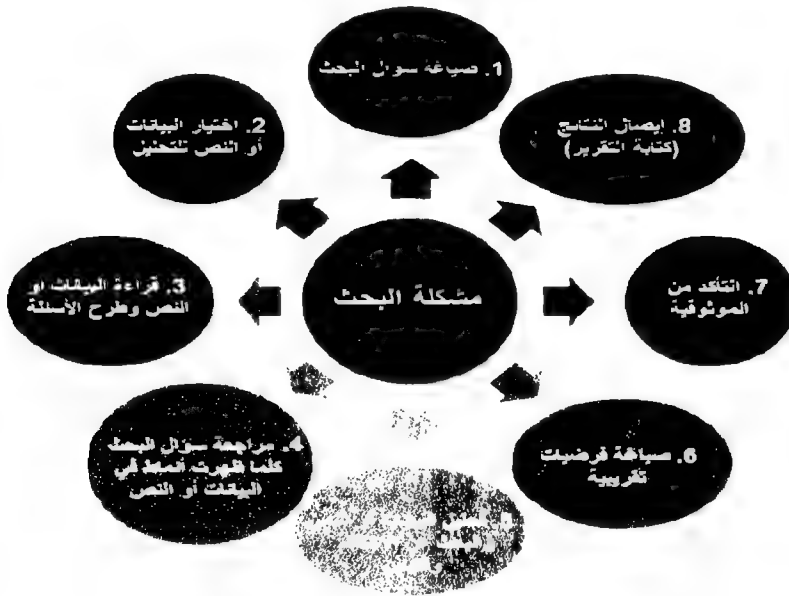 مشكلة البحث
1. صياغة سؤال البحث
2. اختيار البيانات
أو النص للتحليل
3. قراءة البيانات او
النص وطرح الأسئلة
4. مراجعة سؤال البحث
كلما ظهرت أنماط في
البيانات أو النص
6. صياغة فرضيات
تقريبية
7. التأكد من
الموثوقية
8. إيصال النتائج
(كتابة التقرير)